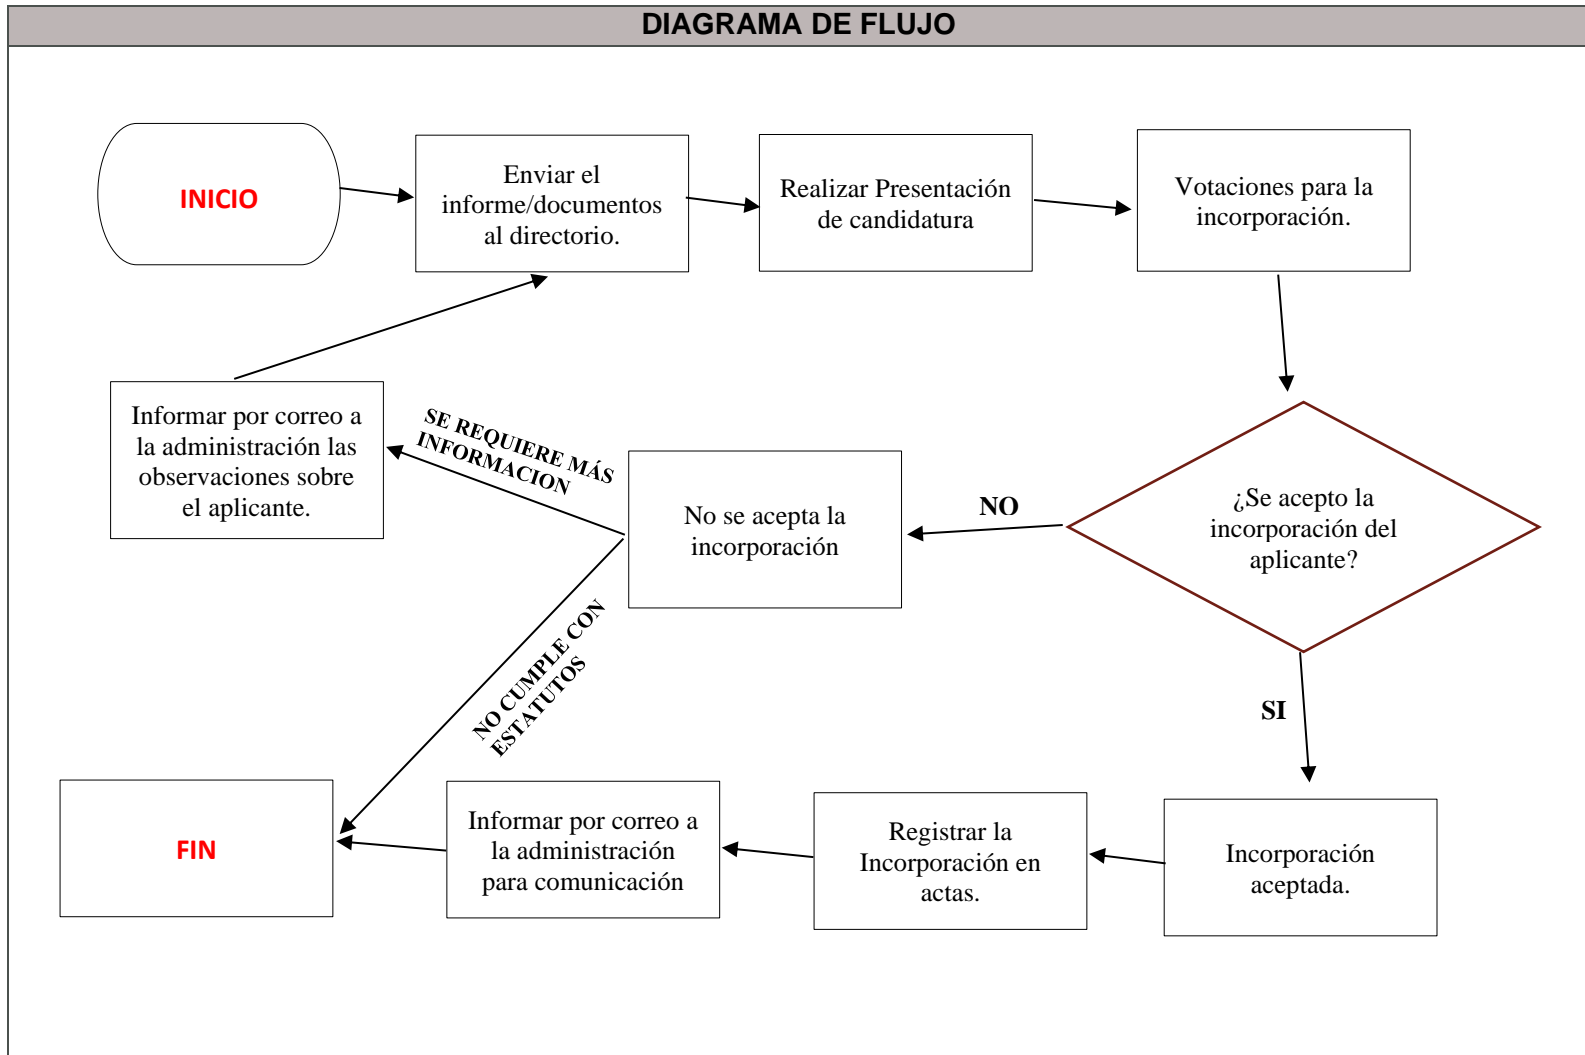 DIAGRAMA DE FLUJO
INICIO
Enviar el
informe/documentos
al directorio.
Realizar Presentación
de candidatura
Votaciones para la
incorporación.
Informar por correo a
la administración las
observaciones sobre
el aplicante.
SE REQUIERE MÁS
INFORMACION
No se acepta la
incorporación
NO
¿Se acepto la
incorporación del
aplicante?
NO CUMPLE CON
ESTATUTOS
SI
FIN
Informar por correo a
la administración
para comunicación
Registrar la
Incorporación en
actas.
Incorporación
aceptada.